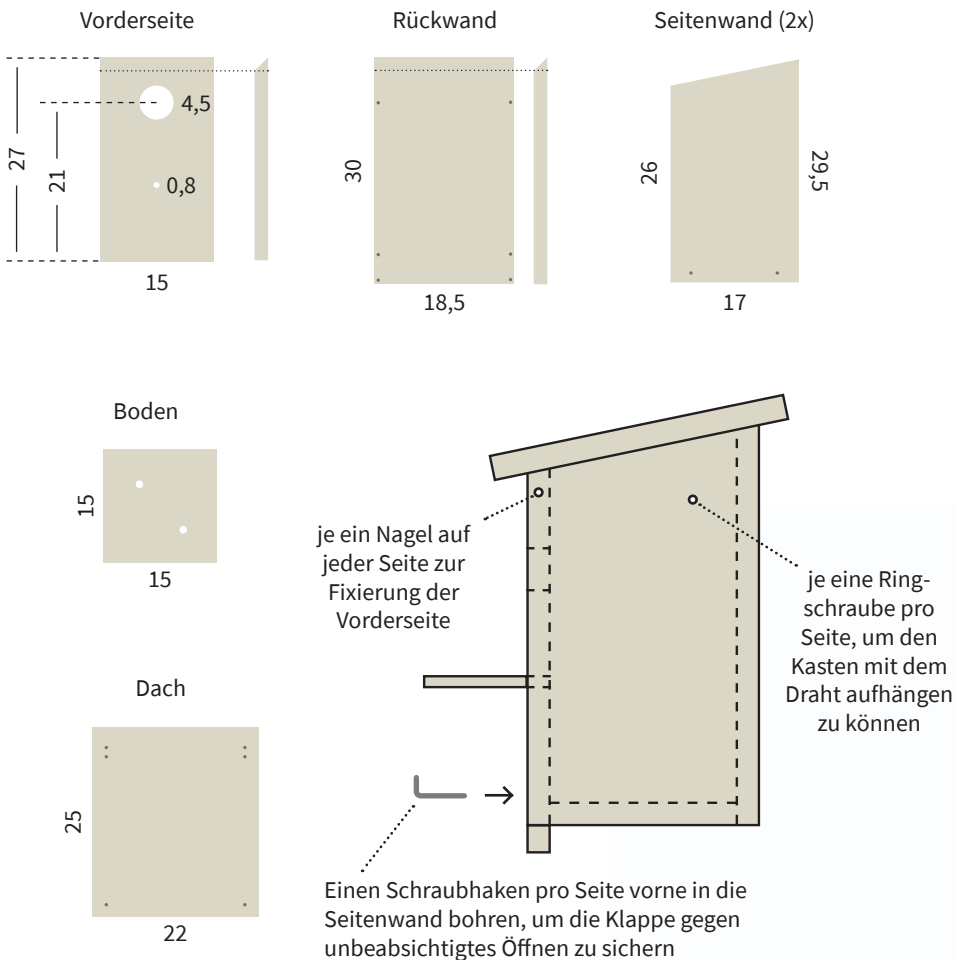 Vorderseite
Rückwand
Seitenwand (2x)
27
21
4,5
0,8
15
30
18,5
26
29,5
17
Boden
15
15
Dach
25
22
je ein Nagel auf
jeder Seite zur
Fixierung der
Vorderseite
je eine Ring-
schraube pro
Seite, um den
Kasten mit dem
Draht aufhängen
zu können
Einen Schraubhaken pro Seite vorne in die
Seitenwand bohren, um die Klappe gegen
unbeabsichtigtes Öffnen zu sichern